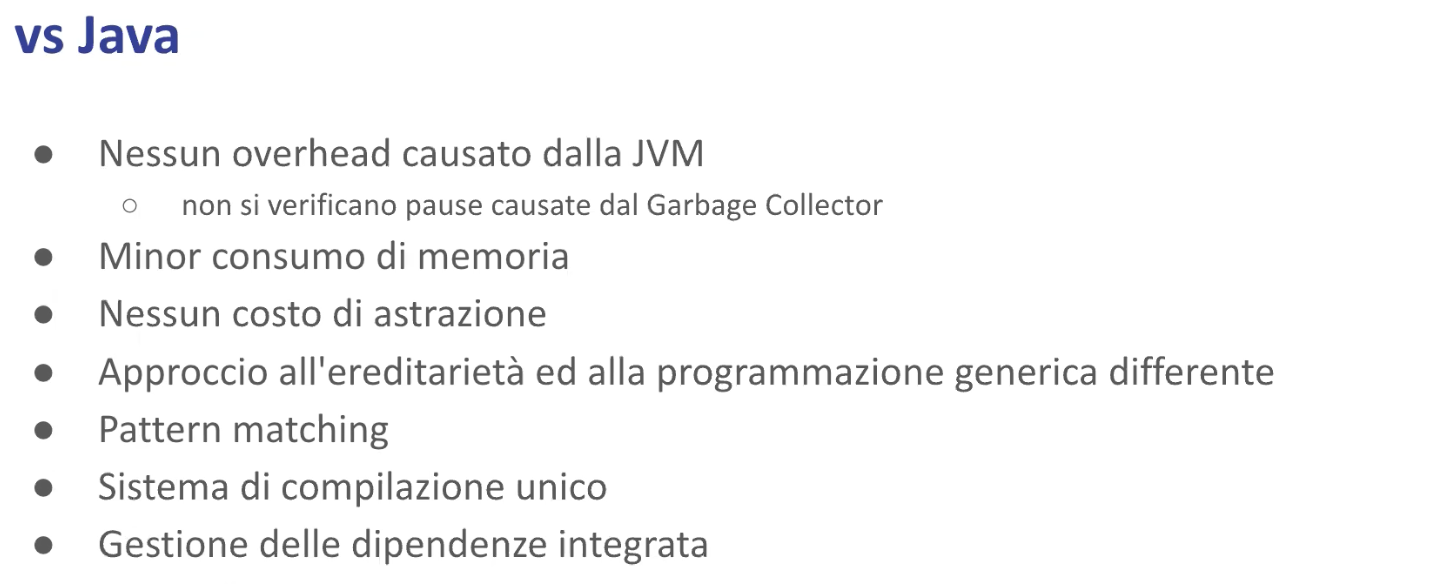 vs Java
● Nessun overhead causato dalla JVM
○ non si verificano pause causate dal Garbage Collector
● Minor consumo di memoria
● Nessun costo di astrazione
● Approccio all'ereditarietà ed alla programmazione generica differente
● Pattern matching
● Sistema di compilazione unico
● Gestione delle dipendenze integrata